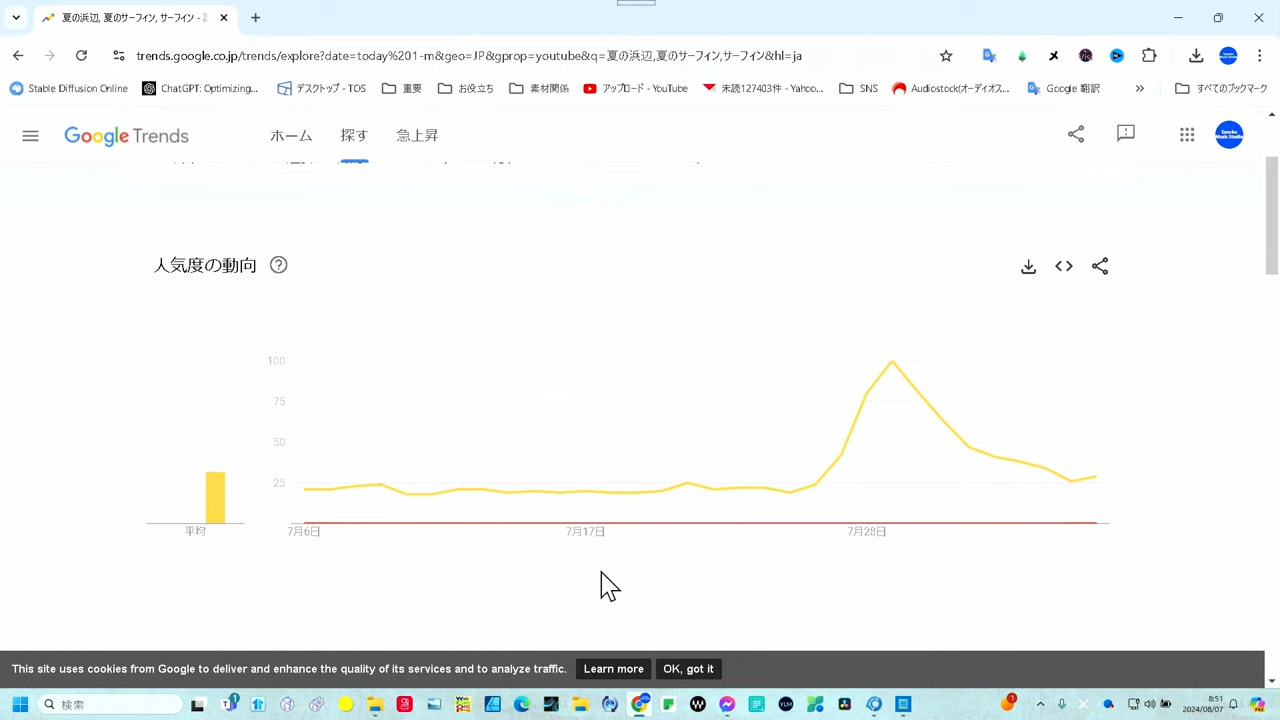 夏の浜辺, 夏のサーフィン, サーフィン - 調
trends.google.co.jp/trends/explore?date=today%201-m&geo=JP&gprop=youtube&q=夏の浜辺,夏のサーフィン,サーフィン&hl=ja
Stable Diffusion Online
ChatGPT: Optimizing...
デスクトップ - TOS
重要
お役立ち
素材関係
アップロード - YouTube
未読127403件 - Yahoo...
SNS
Audiostock(オーディオス...
Google 翻訳
»
すべてのブックマーク
Google Trends
ホーム
探す
急上昇
人気度の動向
100
75
50
25
平均
7月6日
7月17日
7月28日
This site uses cookies from Google to deliver and enhance the quality of its services and to analyze traffic.
Learn more
OK, got it
検索
8:51
2024/08/07